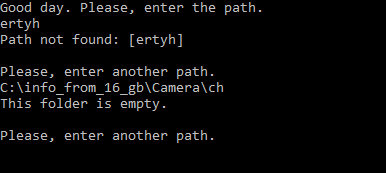 Good day. Please, enter the path.
ertyh
Path not found: [ertyh]
Please, enter another path.
C:\info_from_16_gb\Camera\ch
This folder is empty.
Please, enter another path.